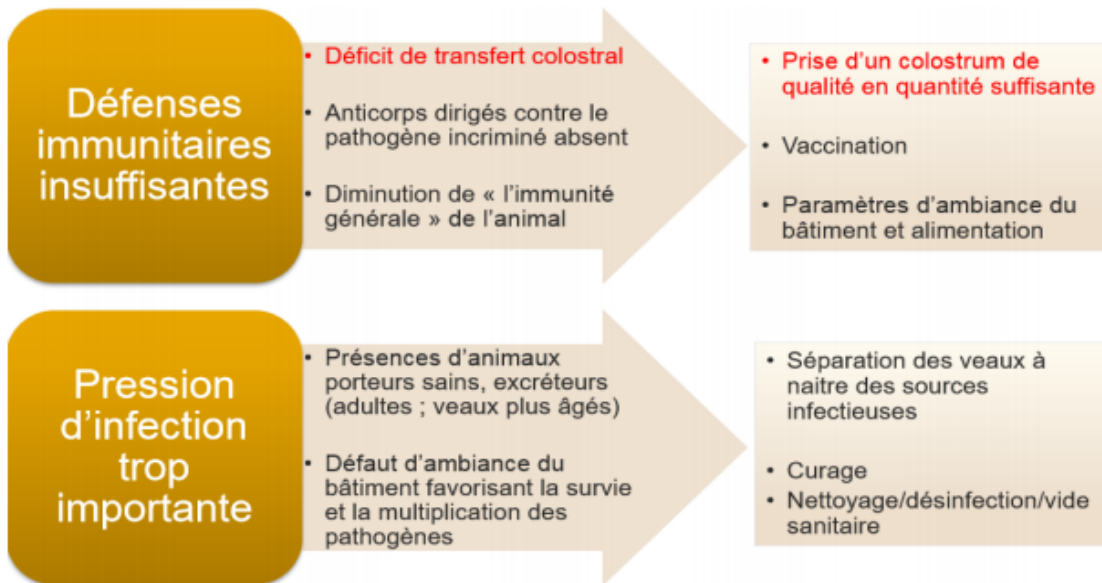 Défenses
immunitaires
insuffisantes
• Déficit de transfert colostral
• Anticorps dirigés contre le
pathogène incriminé absent
• Diminution de « l'immunité
générale » de l'animal
• Prise d'un colostrum de
qualité en quantité suffisante
• Vaccination
• Paramètres d'ambiance du
bâtiment et alimentation
Pression
d'infection
trop
importante
• Présences d'animaux
porteurs sains, excréteurs
(adultes ; veaux plus âgés)
• Défaut d'ambiance du
bâtiment favorisant la survie
et la multiplication des
pathogènes
• Séparation des veaux à
naitre des sources
infectieuses
• Curage
• Nettoyage/désinfection/vide
sanitaire